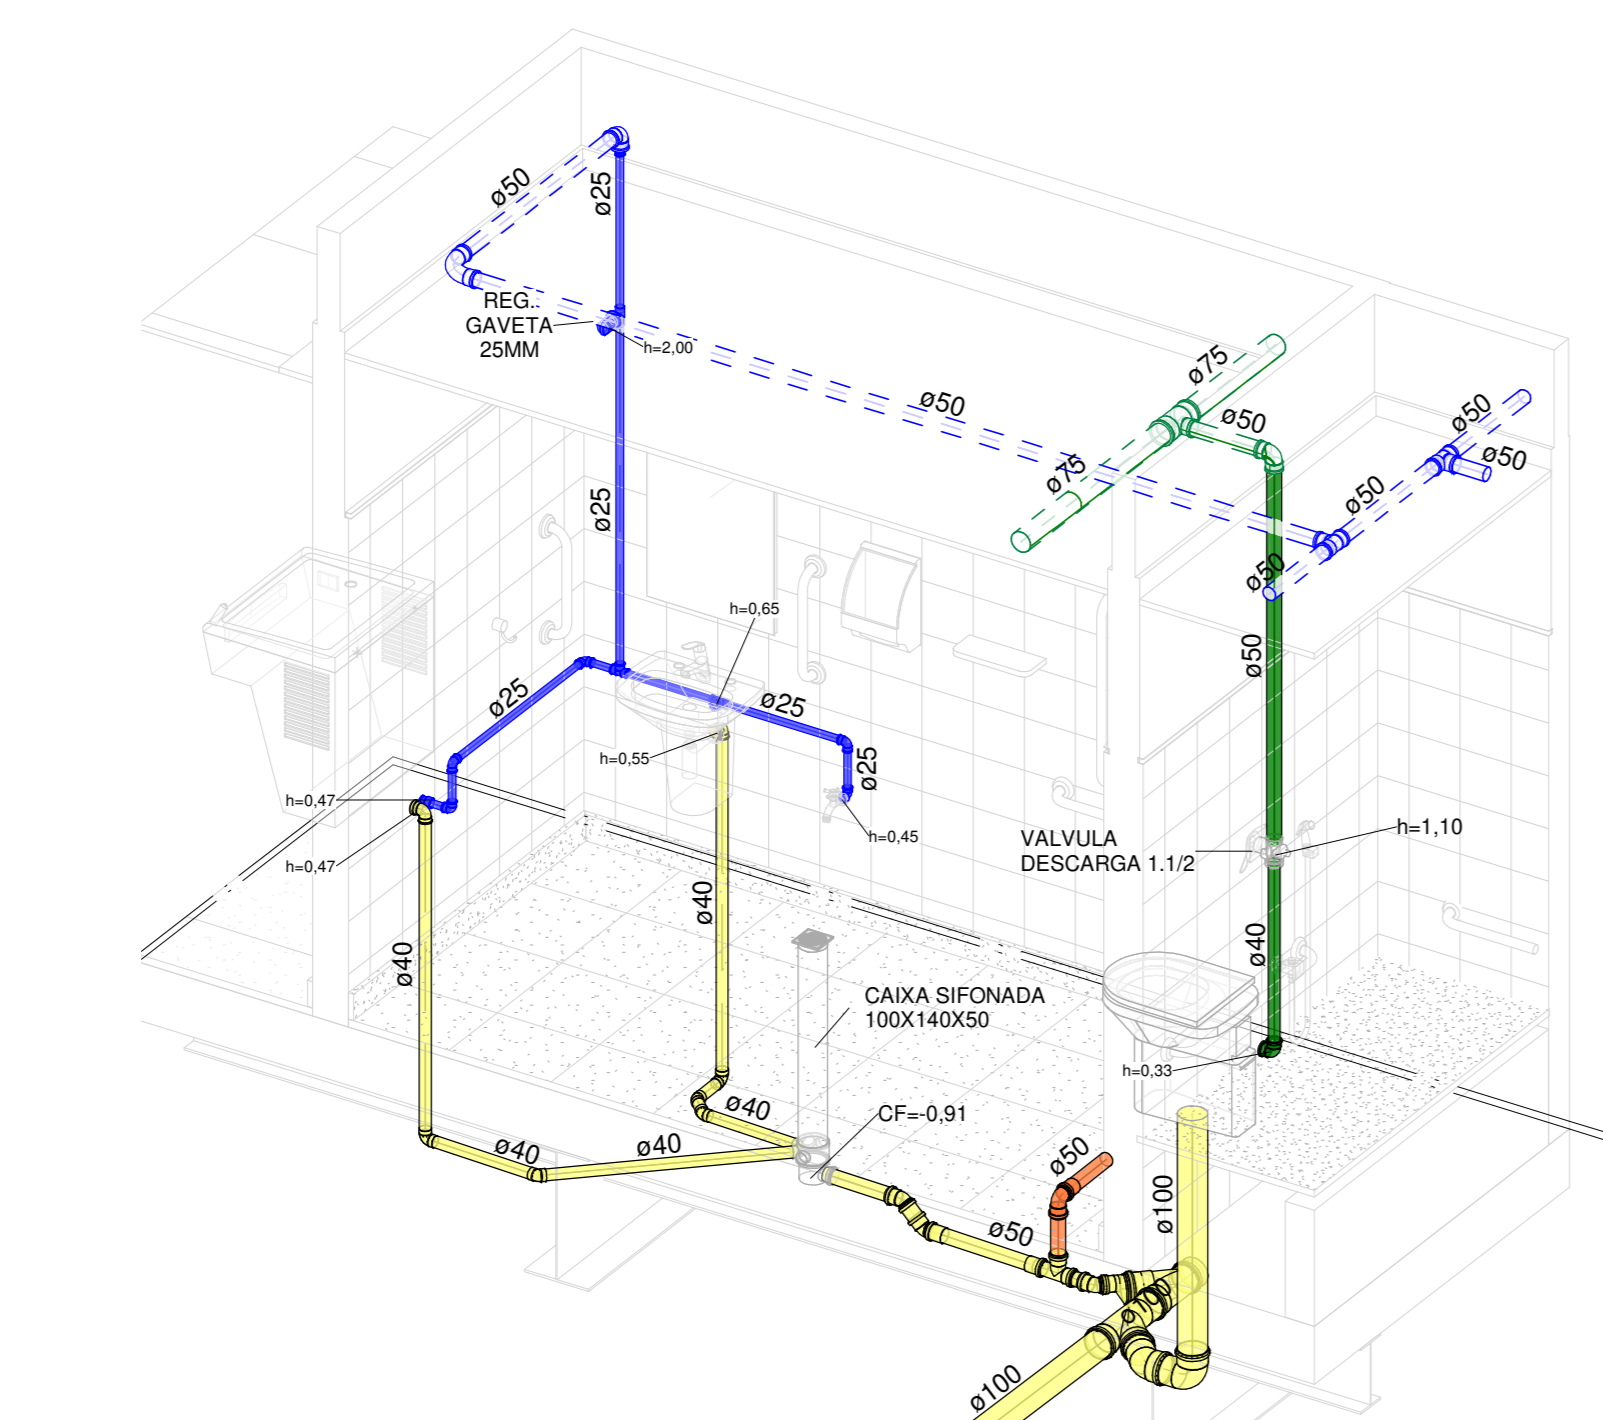 ø50
ø25
REG.
GAVETA
25MM
h=2,00
ø50
ø75
ø50
ø75
ø50
ø50
ø50
ø50
ø25
h=0,65
ø50
ø25
ø25
h=0,55
ø25
h=0,47
h=0,45
h=0,47
VALVULA
DESCARGA 1.1/2
h=1,10
ø40
ø40
ø40
CAIXA SIFONADA
100X140X50
h=0,33
ø40
CF=-0,91
ø40
ø40
ø50
ø100
ø50
ø100
ø100